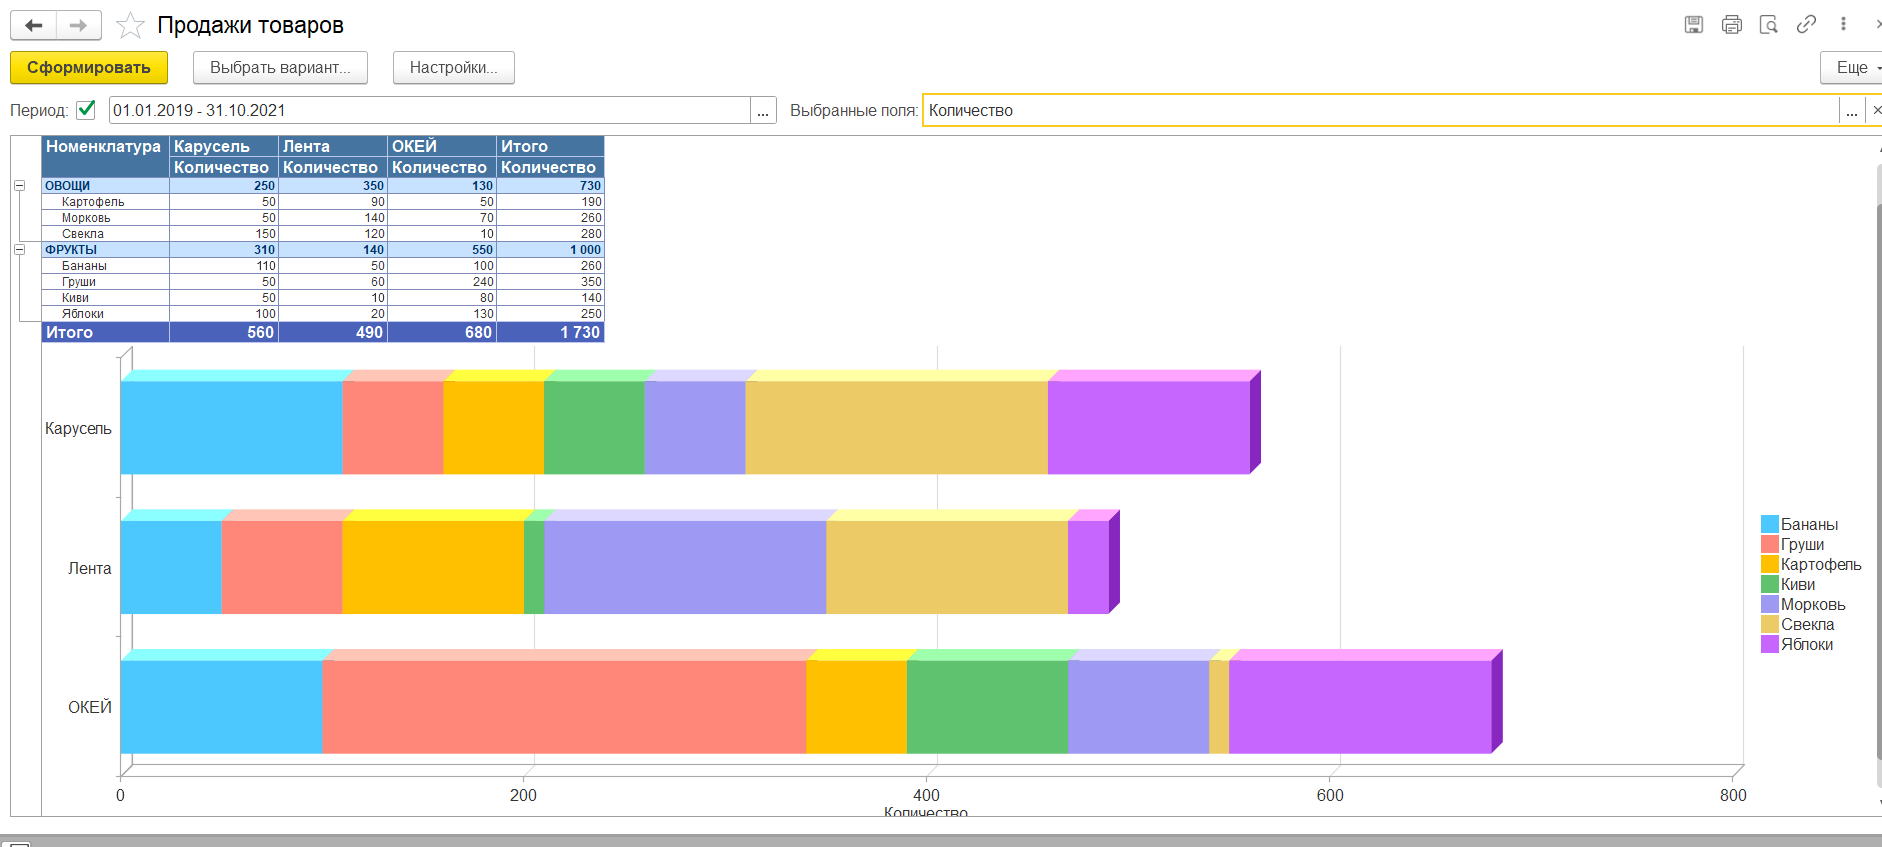 Продажи товаров
Сформировать Выбрать вариант... Настройки... Еще
Период: 01.01.2019 - 31.10.2021 ... Выбранные поля: Количество ...
Номенклатура Карусель Лента ОКЕЙ Итого
Количество Количество Количество Количество
ОВОЩИ 250 350 130 730
Картофель 50 90 50 190
Морковь 50 140 70 260
Свекла 150 120 10 280
ФРУКТЫ 310 140 550 1 000
Бананы 110 50 100 260
Груши 50 60 240 350
Киви 50 10 80 140
Яблоки 100 20 130 250
Итого 560 490 680 1 730
Карусель
Лента
ОКЕЙ
0 200 400 600 800
Количество
Бананы
Груши
Картофель
Киви
Морковь
Свекла
Яблоки